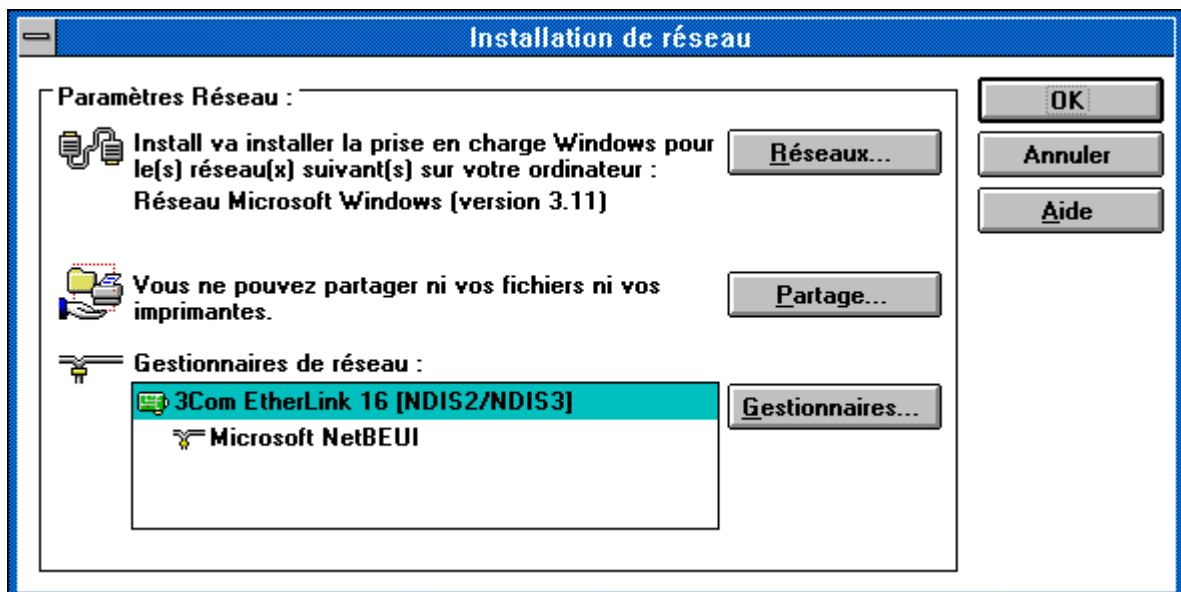 Installation de réseau
Paramètres Réseau :
Install va installer la prise en charge Windows pour
le(s) réseau(x) suivant(s) sur votre ordinateur :
Réseau Microsoft Windows (version 3.11)
Réseaux...
OK
Annuler
Aide
Vous ne pouvez partager ni vos fichiers ni vos
imprimantes.
Partage...
Gestionnaires de réseau :
3Com EtherLink 16 [NDIS2/NDIS3]
Microsoft NetBEUI
Gestionnaires...